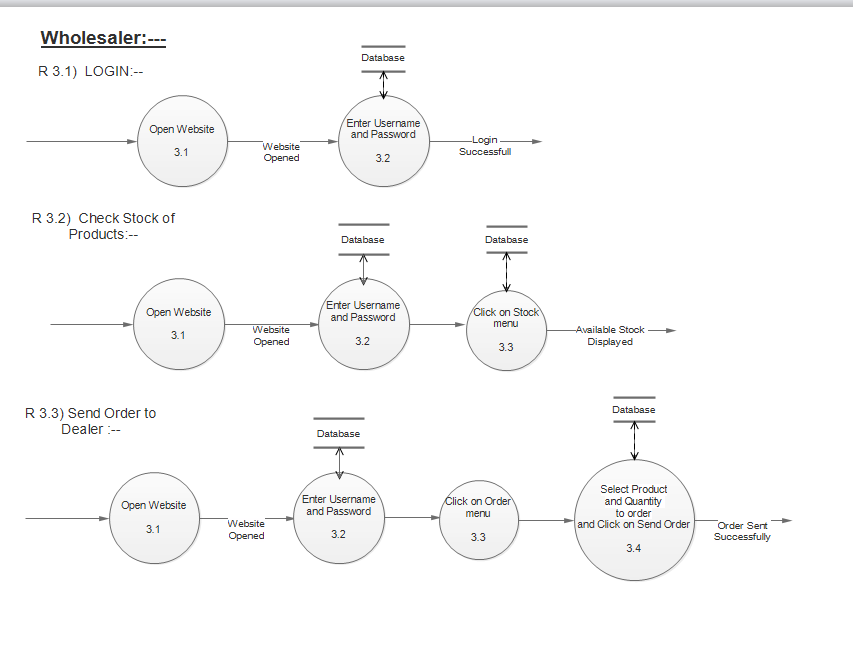 Wholesaler:---
R 3.1)  LOGIN:--
Database
Open Website
3.1
Website
Opened
Enter Username
and Password
3.2
Login
Successfull
R 3.2)  Check Stock of
Products:--
Database
Database
Open Website
3.1
Website
Opened
Enter Username
and Password
3.2
Click on Stock
menu
3.3
Available Stock
Displayed
R 3.3) Send Order to
Dealer :--
Database
Database
Open Website
3.1
Website
Opened
Enter Username
and Password
3.2
Click on Order
menu
3.3
Select Product
and Quantity
to order
and Click on Send Order
3.4
Order Sent
Successfully